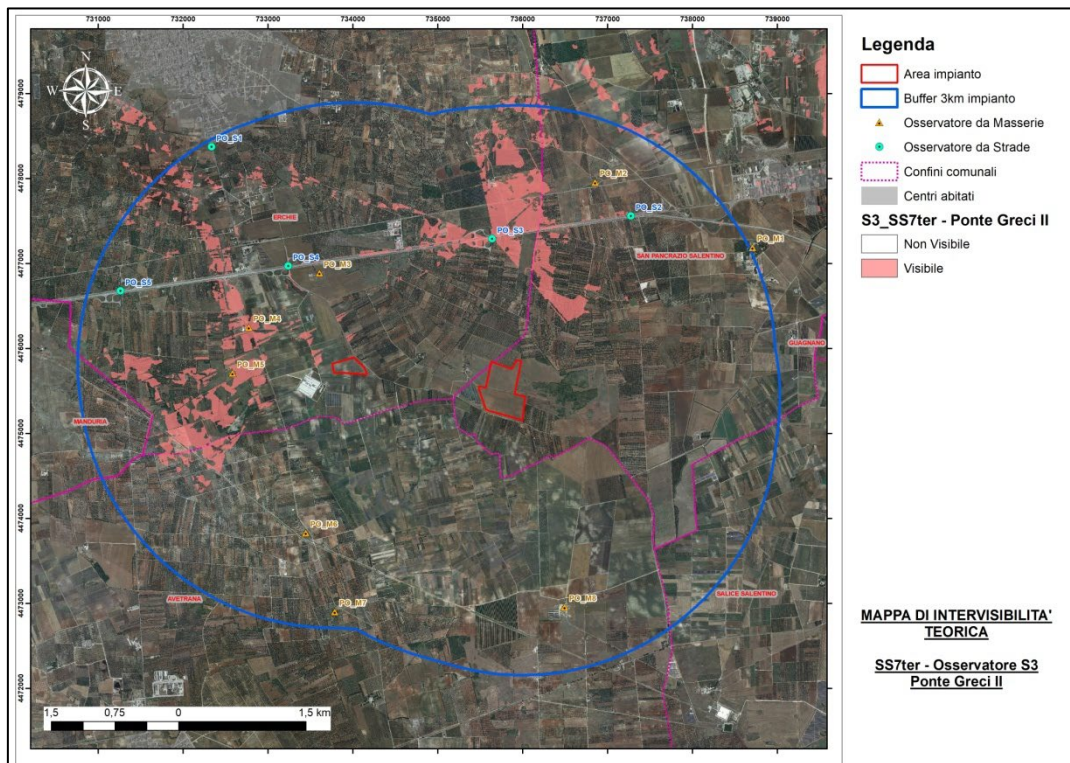 731000 732000 733000 734000 735000 736000 737000 738000 739000
4479000
4478000
4477000
4476000
4475000
4474000
4473000
4472000
N
W E
S
PO_S1
PO_M2
PO_S2
ERCHIE
PO_S3
PO_M1
SAN PANCRAZIO SALENTINO
PO_S4
PO_M3
PO_S5
PO_M4
GUAGNANO
PO_M5
MANDURIA
PO_M6
AVETRANA
PO_M7
PO_M8
SALICE SALENTINO
1,5 0,75 0 1,5 km
Legenda
Area impianto
Buffer 3km impianto
Osservatore da Masserie
Osservatore da Strade
Confini comunali
Centri abitati
S3_SS7ter - Ponte Greci II
Non Visibile
Visibile
MAPPA DI INTERVISIBILITA'
TEORICA
SS7ter - Osservatore S3
Ponte Greci II